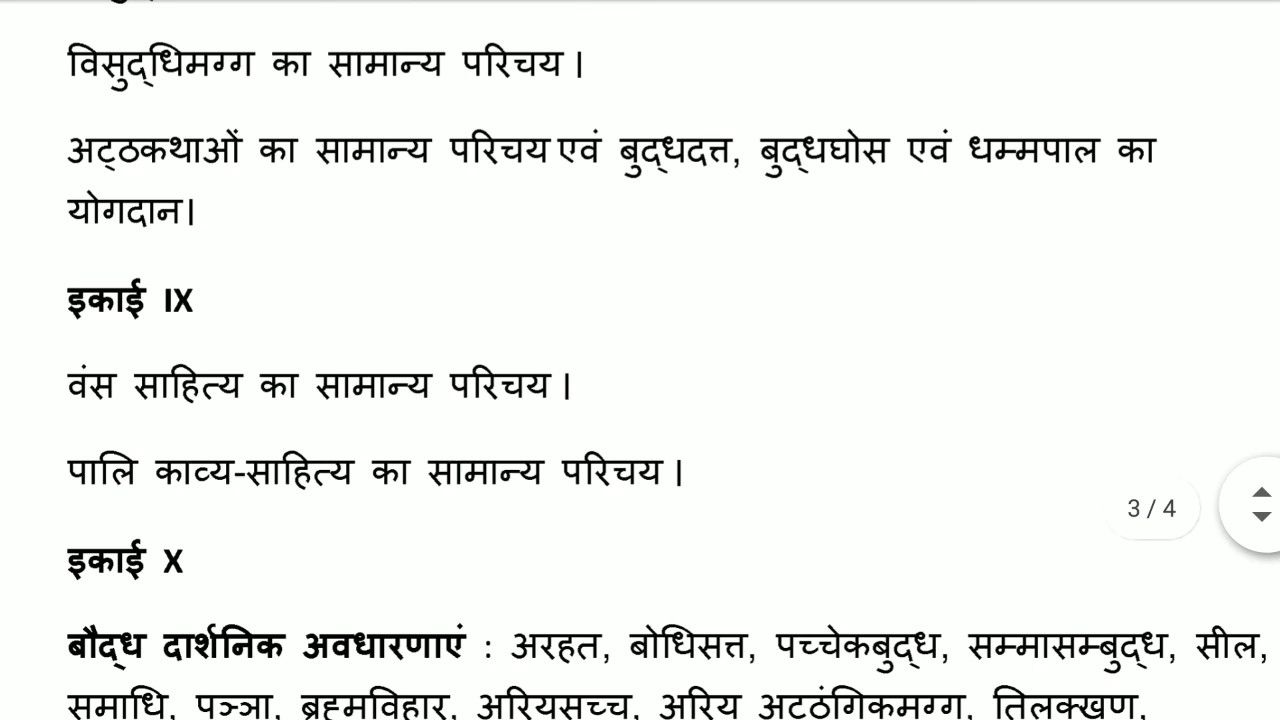 विसुद्धिमग्ग का सामान्य परिचय।
अट्ठकथाओं का सामान्य परिचय एवं बुद्धदत्त, बुद्धघोस एवं धम्मपाल का
योगदान।
इकाई IX
वंस साहित्य का सामान्य परिचय।
पालि काव्य-साहित्य का सामान्य परिचय।
3 / 4
इकाई X
बौद्ध दार्शनिक अवधारणाएं : अरहत, बोधिसत्त, पच्चेकबुद्ध, सम्मासम्बुद्ध, सील,
समाधि, पञ्ञा, ब्रह्मविहार, अरियसच्च, अरिय अट्ठंगिकमग्ग, तिलक्खण,